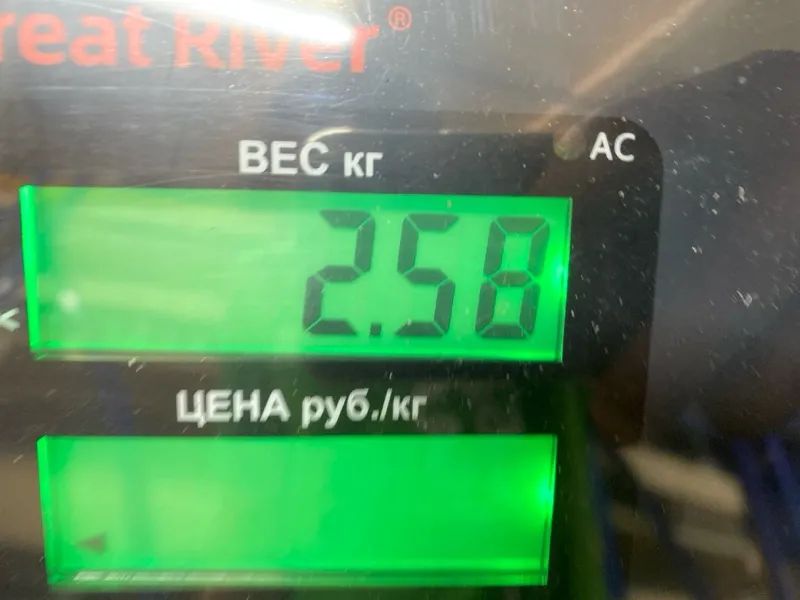 reat River®
ВЕС кг
AC
2.58
ЦЕНА руб./кг